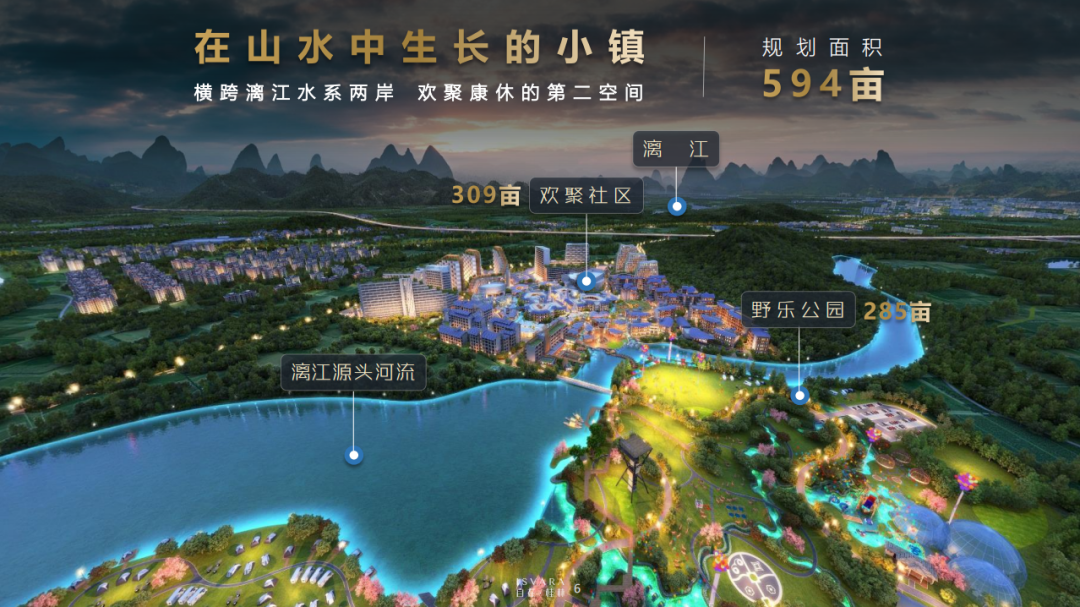 在山水中生长的小镇
横跨漓江水系两岸 欢聚康休的第二空间
规划面积
594亩
漓 江
309亩 欢聚社区
野乐公园 285亩
漓江源头河流
ISVARA
6